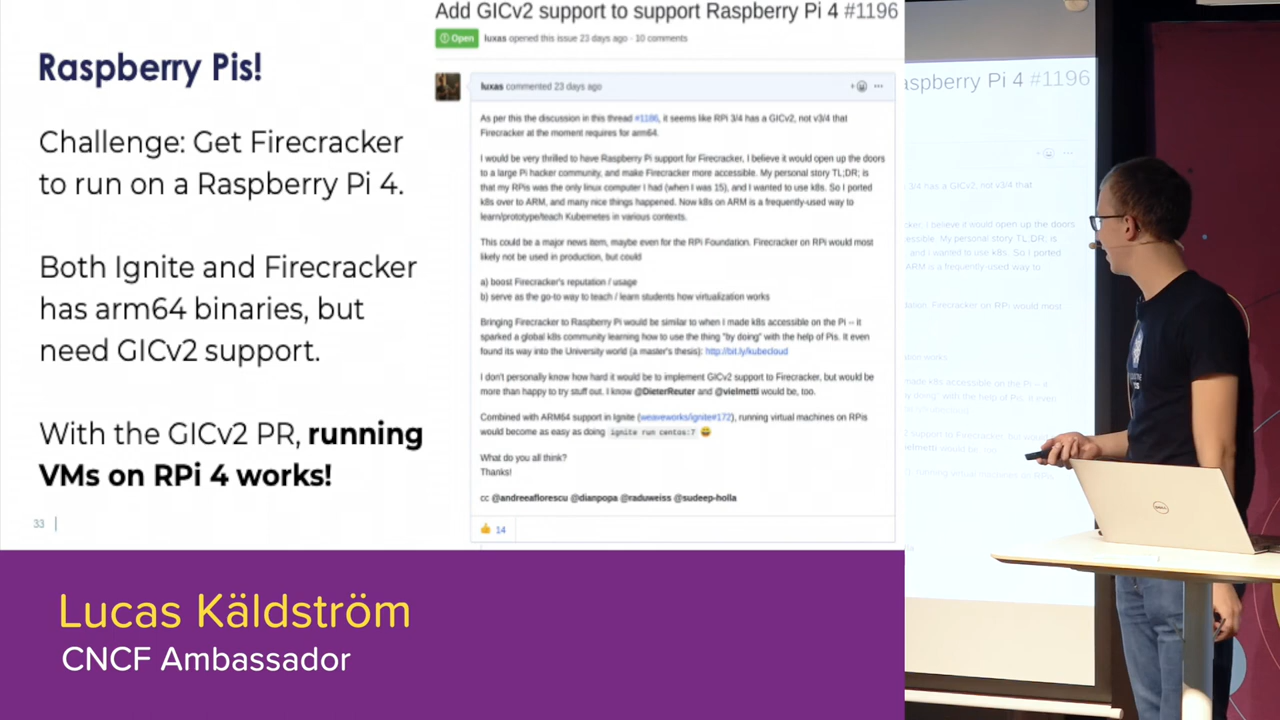 Raspberry Pis!
Challenge: Get Firecracker
to run on a Raspberry Pi 4.
Both Ignite and Firecracker
has arm64 binaries, but
need GICv2 support.
With the GICv2 PR, running
VMs on RPi 4 works!
33
Add GICv2 support to support Raspberry Pi 4 #1196
Open luxas opened this issue 23 days ago · 10 comments
luxas commented 23 days ago
As per this the discussion in this thread #1186, it seems like RPi 3/4 has a GICv2, not v3/4 that
Firecracker at the moment requires for arm64.
I would be very thrilled to have Raspberry Pi support for Firecracker, I believe it would open up the doors
to a large Pi hacker community, and make Firecracker more accessible. My personal story TL;DR; is
that my RPis was the only linux computer I had (when I was 15), and I wanted to use k8s. So I ported
k8s over to ARM, and many nice things happened. Now k8s on ARM is a frequently-used way to
learn/prototype/teach Kubernetes in various contexts.
This could be a major news item, maybe even for the RPi Foundation. Firecracker on RPi would most
likely not be used in production, but could
a) boost Firecracker's reputation / usage
b) serve as the go-to way to teach / learn students how virtualization works
Bringing Firecracker to Raspberry Pi would be similar to when I made k8s accessible on the Pi -- it
sparked a global k8s community learning how to use the thing "by doing" with the help of Pis. It even
found its way into the University world (a master's thesis): http://bit.ly/kubecloud
I don't personally know how hard it would be to implement GICv2 support to Firecracker, but would be
more than happy to try stuff out. I know @DieterReuter and @vielmetti would be, too.
Combined with ARM64 support in Ignite (weaveworks/ignite#172), running virtual machines on RPis
would become as easy as doing ignite run centos:7 😄
What do you all think?
Thanks!
cc @andreeaflorescu @dianpopa @raduweiss @sudeep-holla
👍 14
aspberry Pi 4 #1196
DELL
Lucas Käldström
CNCF Ambassador